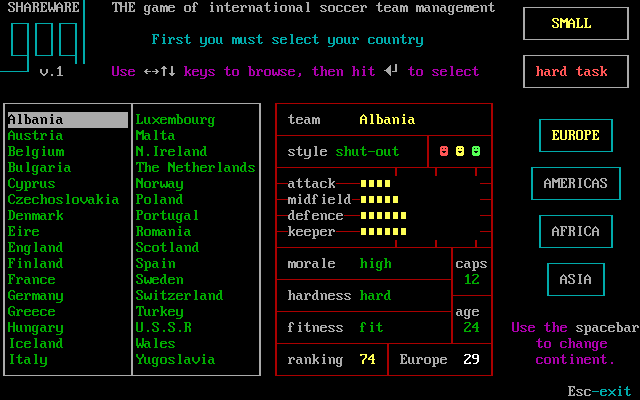 SHAREWARE
goal
v.1
THE game of international soccer team management
First you must select your country
Use ↔↑↓ keys to browse, then hit ↵ to select
SMALL
hard task
Albania
Austria
Belgium
Bulgaria
Cyprus
Czechoslovakia
Denmark
Eire
England
Finland
France
Germany
Greece
Hungary
Iceland
Italy
Luxembourg
Malta
N.Ireland
The Netherlands
Norway
Poland
Portugal
Romania
Scotland
Spain
Sweden
Switzerland
Turkey
U.S.S.R
Wales
Yugoslavia
team Albania
style shut-out
attack
midfield
defence
keeper
morale high
caps
12
hardness hard
age
24
fitness fit
ranking 74
Europe 29
EUROPE
AMERICAS
AFRICA
ASIA
Use the spacebar
to change
continent.
Esc-exit